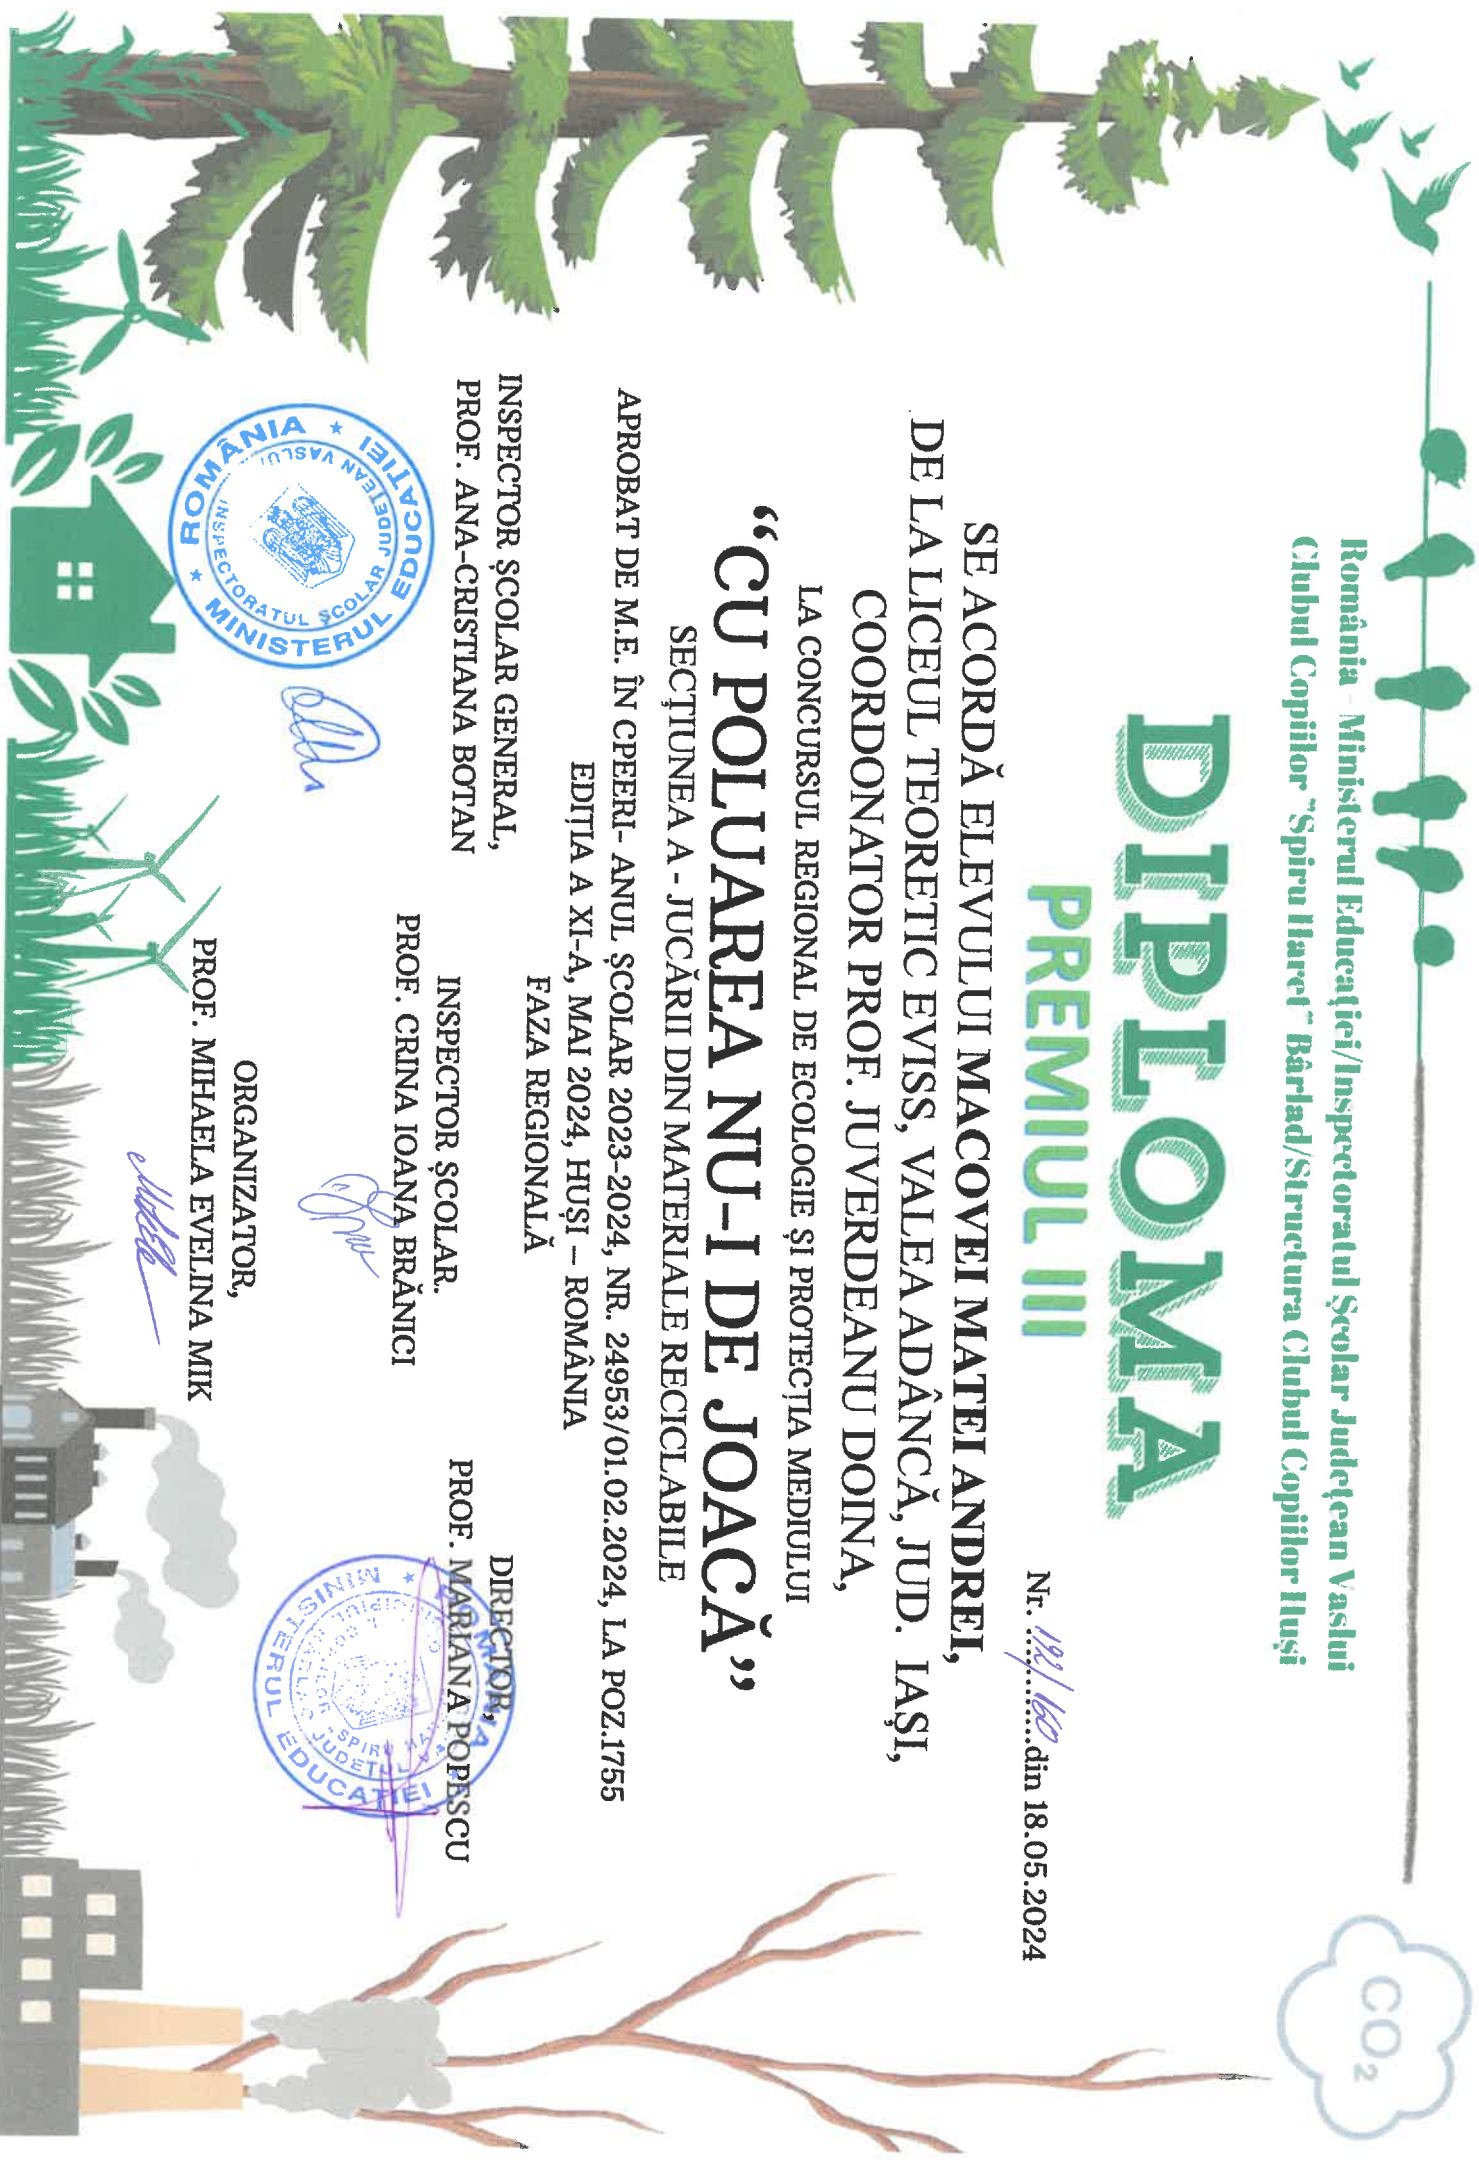 România - Ministerul Educației/Inspectoratul Școlar Județean Vaslui
Clubul Copiilor "Spiru Haret" Bârlad/Structura Clubul Copiilor Huși
DIPLOMA
PREMIUL III
Nr. 192/160 din 18.05.2024
SE ACORDĂ ELEVULUI MACOVEI MATEI ANDREI,
DE LA LICEUL TEORETIC EVISS, VALEA ADÂNCĂ, JUD. IAȘI,
COORDONATOR PROF. JUVERDEANU DOINA,
LA CONCURSUL REGIONAL DE ECOLOGIE ȘI PROTECȚIA MEDIULUI
“CU POLUAREA NU-I DE JOACĂ”
SECȚIUNEA A - JUCĂRII DIN MATERIALE RECICLABILE
APROBAT DE M.E. ÎN CPEERI- ANUL ȘCOLAR 2023-2024, NR. 24953/01.02.2024, LA POZ.1755
EDIȚIA A XI-A, MAI 2024, HUȘI – ROMÂNIA
FAZA REGIONALĂ
INSPECTOR ȘCOLAR GENERAL,
PROF. ANA-CRISTIANA BOTAN
INSPECTOR ȘCOLAR.
PROF. CRINA IOANA BRĂNICI
DIRECTOR,
PROF. MARIANA POPESCU
ORGANIZATOR,
PROF. MIHAELA EVELINA MIK
ROMÂNIA * MINISTERUL EDUCAȚIEI *
INSPECTORATUL ȘCOLAR JUDEȚEAN VASLUI
ROMÂNIA * MINISTERUL EDUCAȚIEI *
CO2